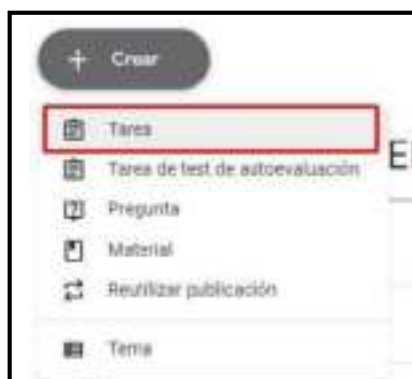 Crear
Tarea
Tarea de test de autoevaluación
Pregunta
Material
Reutilizar publicación
Tema